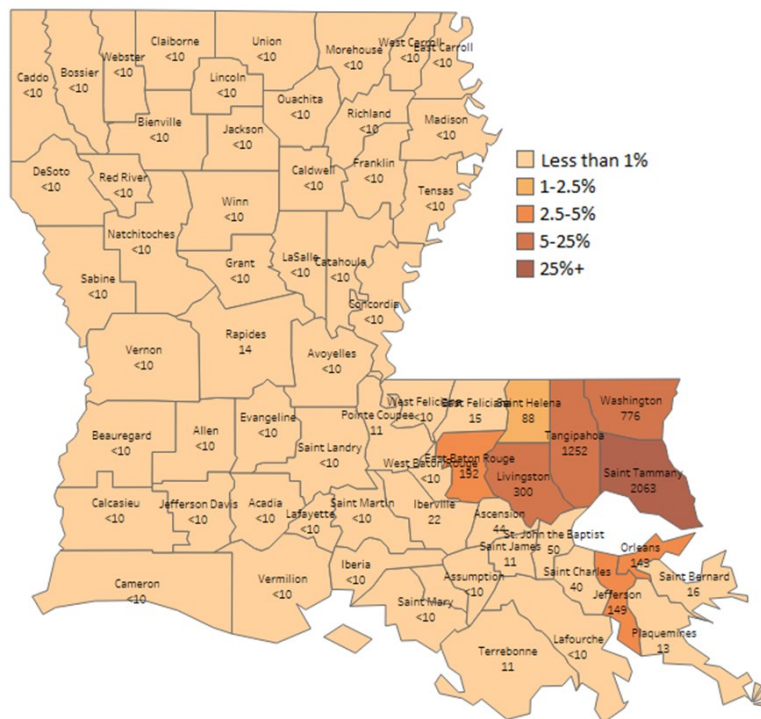 Claiborne
<10
Union
<10
Morehouse
<10
West Carroll
<10
East Carroll
<10
Webster
<10
Bossier
<10
Caddo
<10
Lincoln
<10
Ouachita
<10
Richland
<10
Madison
<10
Bienville
<10
Jackson
<10
Caldwell
<10
Franklin
<10
Tensas
<10
DeSoto
<10
Red River
<10
Winn
<10
Natchitoches
<10
Sabine
<10
Grant
<10
LaSalle
<10
Catahoula
<10
Concordia
<10
Less than 1%
1-2.5%
2.5-5%
5-25%
25%+
Vernon
<10
Rapides
14
Avoyelles
<10
West Feliciana
<10
East Feliciana
15
Saint Helena
88
Tangipahoa
1252
Washington
776
Saint Tammany
2063
Beauregard
<10
Allen
<10
Evangeline
<10
Saint Landry
<10
Pointe Coupee
11
West Baton Rouge
<10
East Baton Rouge
192
Livingston
300
Calcasieu
<10
Jefferson Davis
<10
Acadia
<10
Lafayette
<10
Saint Martin
<10
Iberville
22
Ascension
44
St. John the Baptist
50
Saint James
11
Orleans
143
Saint Bernard
16
Cameron
<10
Vermilion
<10
Iberia
<10
Saint Mary
<10
Assumption
<10
Saint Charles
40
Jefferson
149
Plaquemines
13
Terrebonne
11
Lafourche
<10